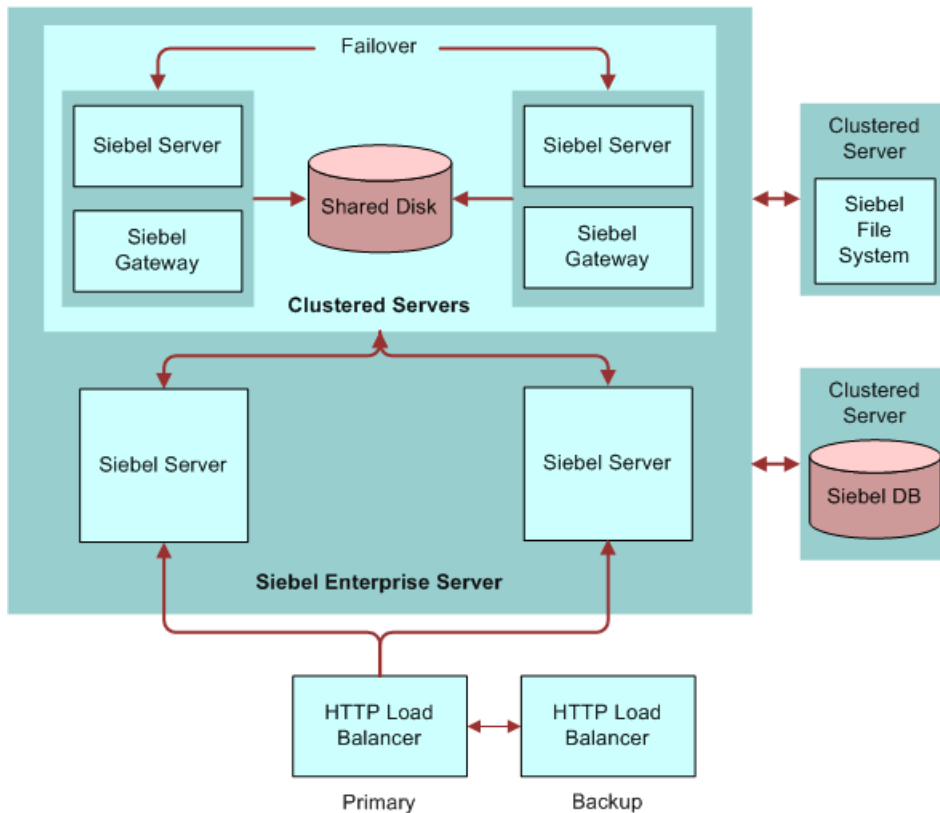 Failover
Siebel Server
Siebel
Gateway
Shared Disk
Siebel Server
Siebel
Gateway
Clustered Servers
Clustered
Server
Siebel
File
System
Siebel Server
Siebel Server
Clustered
Server
Siebel DB
Siebel Enterprise Server
HTTP Load
Balancer
HTTP Load
Balancer
Primary
Backup